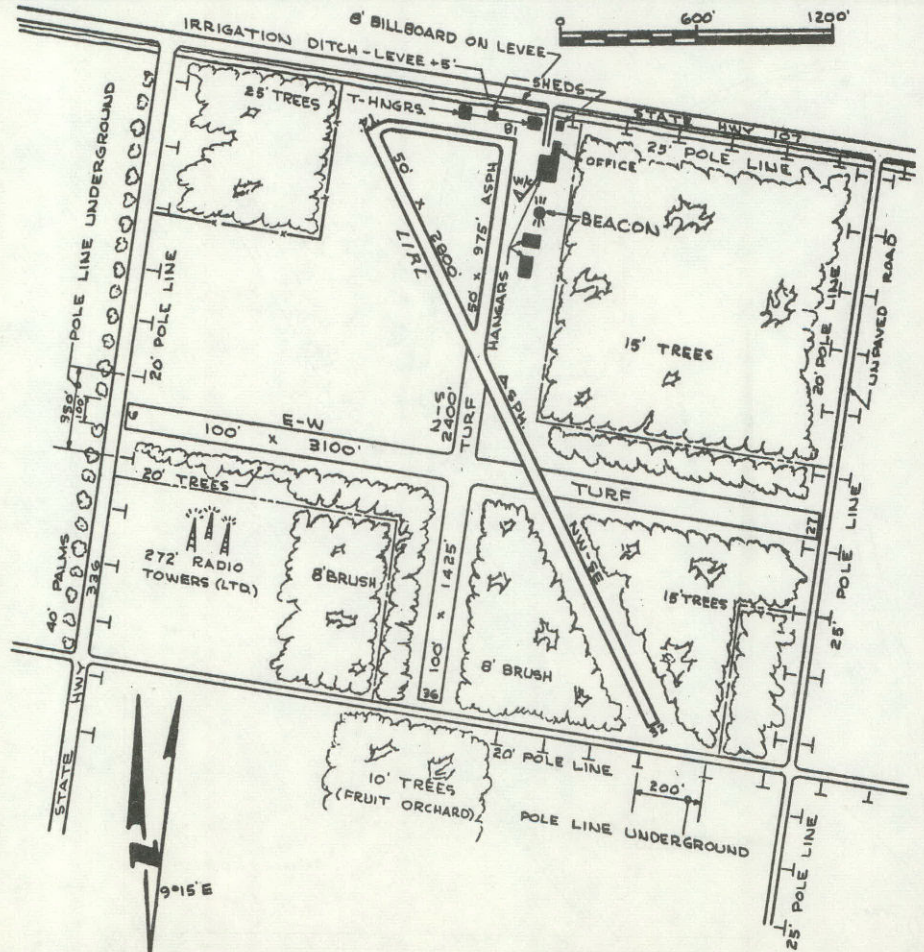 8' BILLBOARD ON LEVEE
0 600' 1200'
IRRIGATION DITCH - LEVEE +5'
SHEDS
STATE HWY 107
25' TREES
T-HNGRS.
18
25' POLE LINE
OFFICE
W/C
BEACON
POLE LINE UNDERGROUND
20' POLE LINE
50' x 2800'
LIRL
ASPH
50' x 975' ASPH
HANGARS
15' TREES
20' POLE LINE
UNPAVED ROAD
950'
100'
9
E-W
100' x 3100'
N-S
2400'
TURF
TURF
27
20' TREES
272' RADIO
TOWERS (LTD.)
8' BRUSH
100' x 1425'
36
NW-SE
8' BRUSH
15' TREES
25' POLE LINE
40' PALMS
STATE HWY 336
32
20' POLE LINE
10' TREES
(FRUIT ORCHARD)
200'
POLE LINE UNDERGROUND
25' POLE LINE
9°15'E